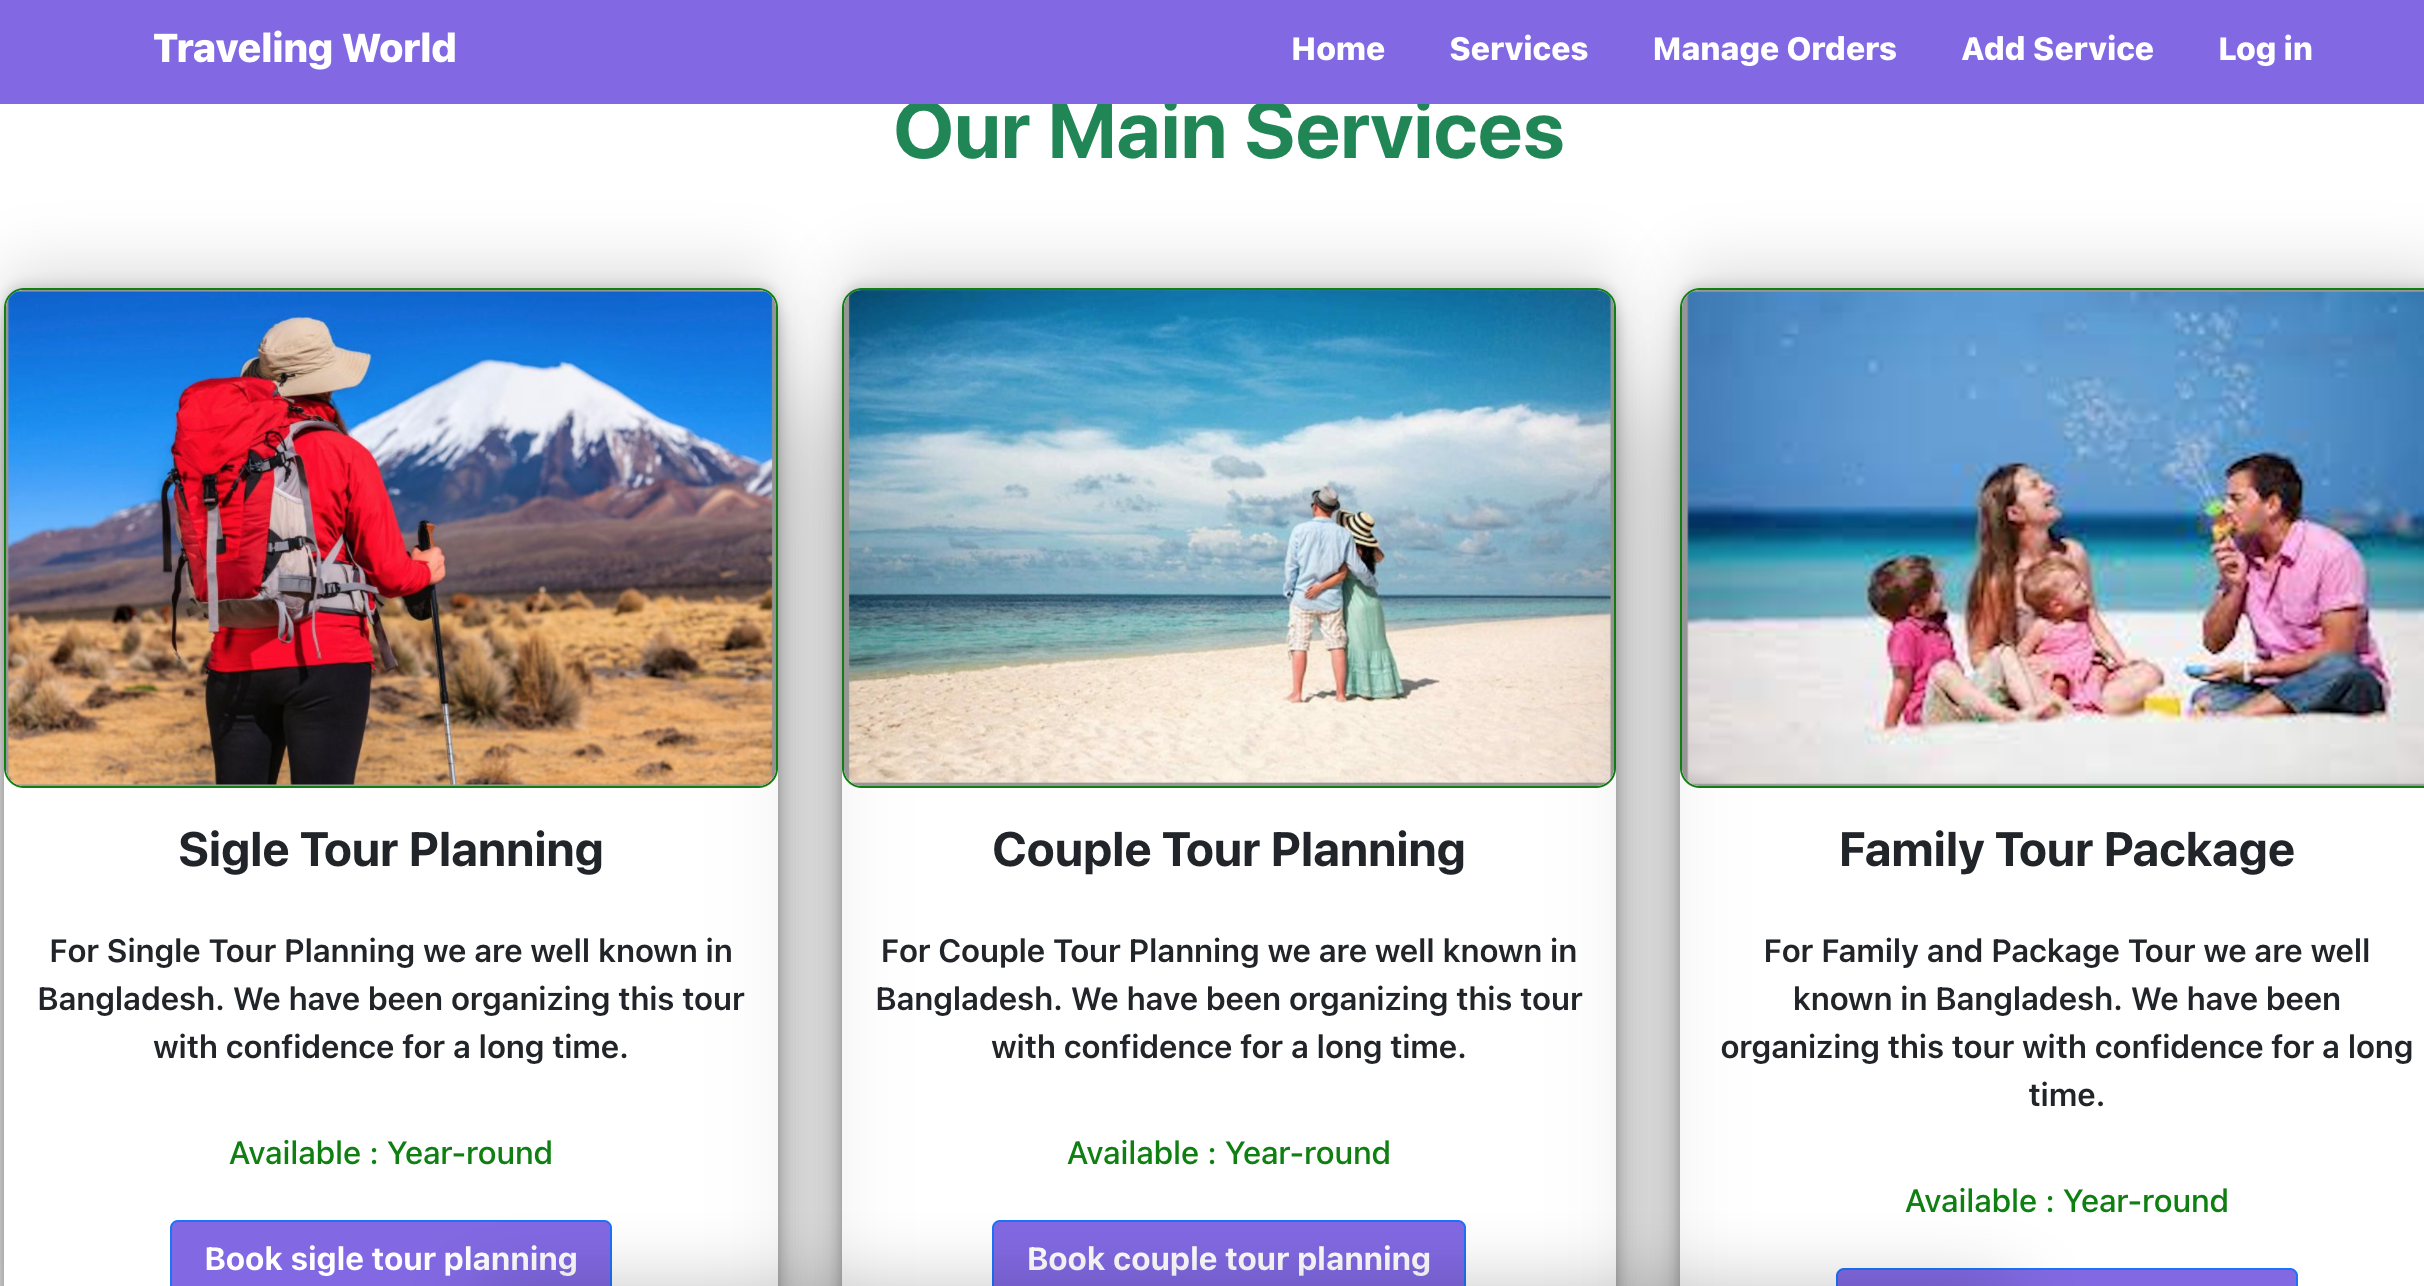 Traveling World
Home Services Manage Orders Add Service Log in
Our Main Services
Sigle Tour Planning
For Single Tour Planning we are well known in
Bangladesh. We have been organizing this tour
with confidence for a long time.
Available : Year-round
Book sigle tour planning
Couple Tour Planning
For Couple Tour Planning we are well known in
Bangladesh. We have been organizing this tour
with confidence for a long time.
Available : Year-round
Book couple tour planning
Family Tour Package
For Family and Package Tour we are well
known in Bangladesh. We have been
organizing this tour with confidence for a long
time.
Available : Year-round